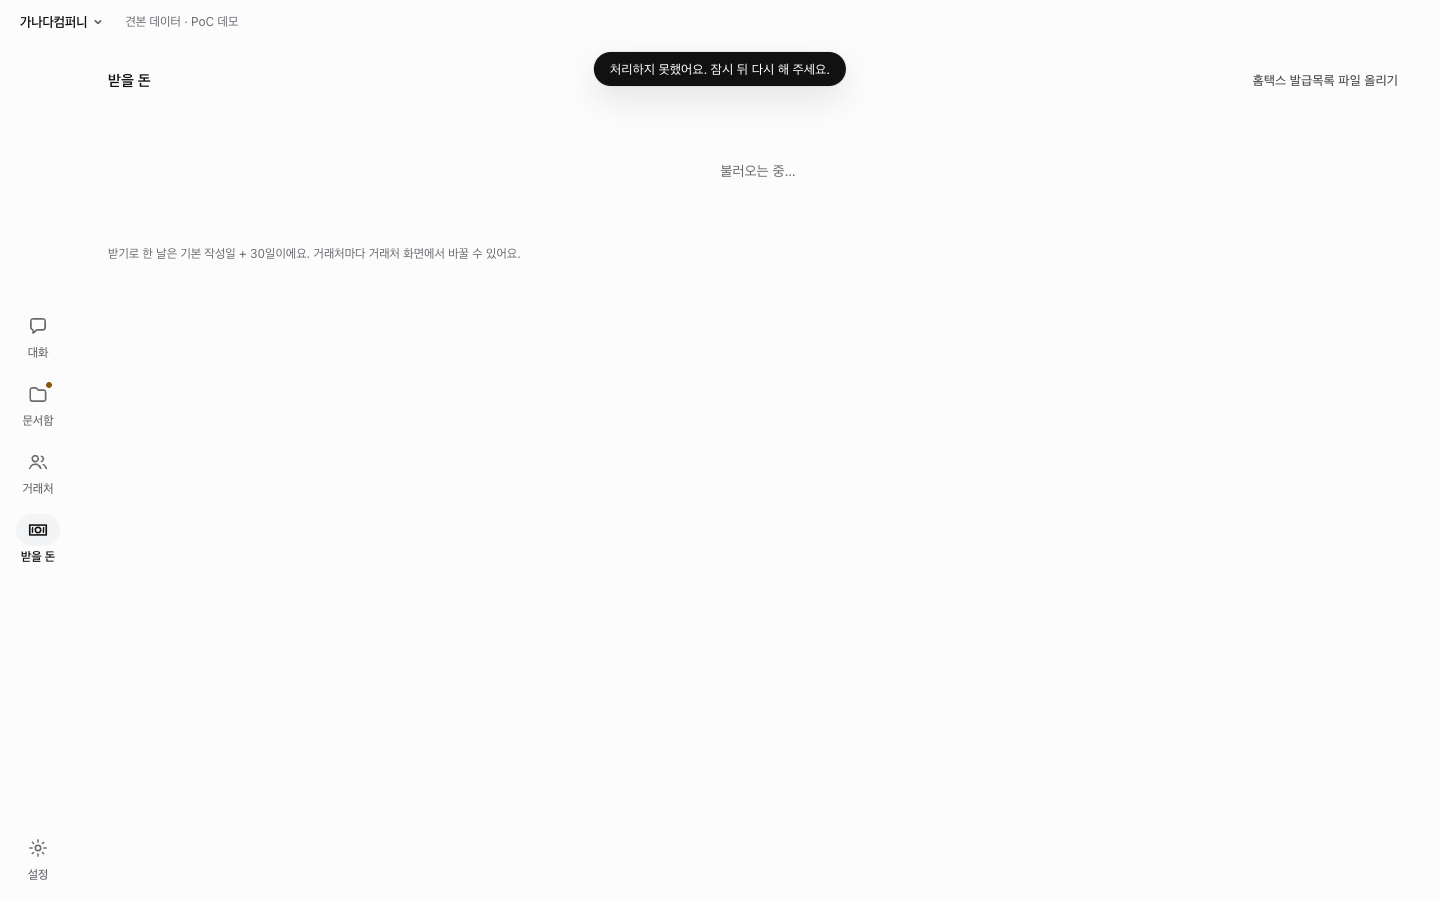 가나다컴퍼니
견본 데이터 · PoC 데모
처리하지 못했어요. 잠시 뒤 다시 해 주세요.
받을 돈
홈택스 발급목록 파일 올리기
불러오는 중…
받기로 한 날은 기본 작성일 + 30일이에요. 거래처마다 거래처 화면에서 바꿀 수 있어요.
대화
문서함
거래처
받을 돈
설정